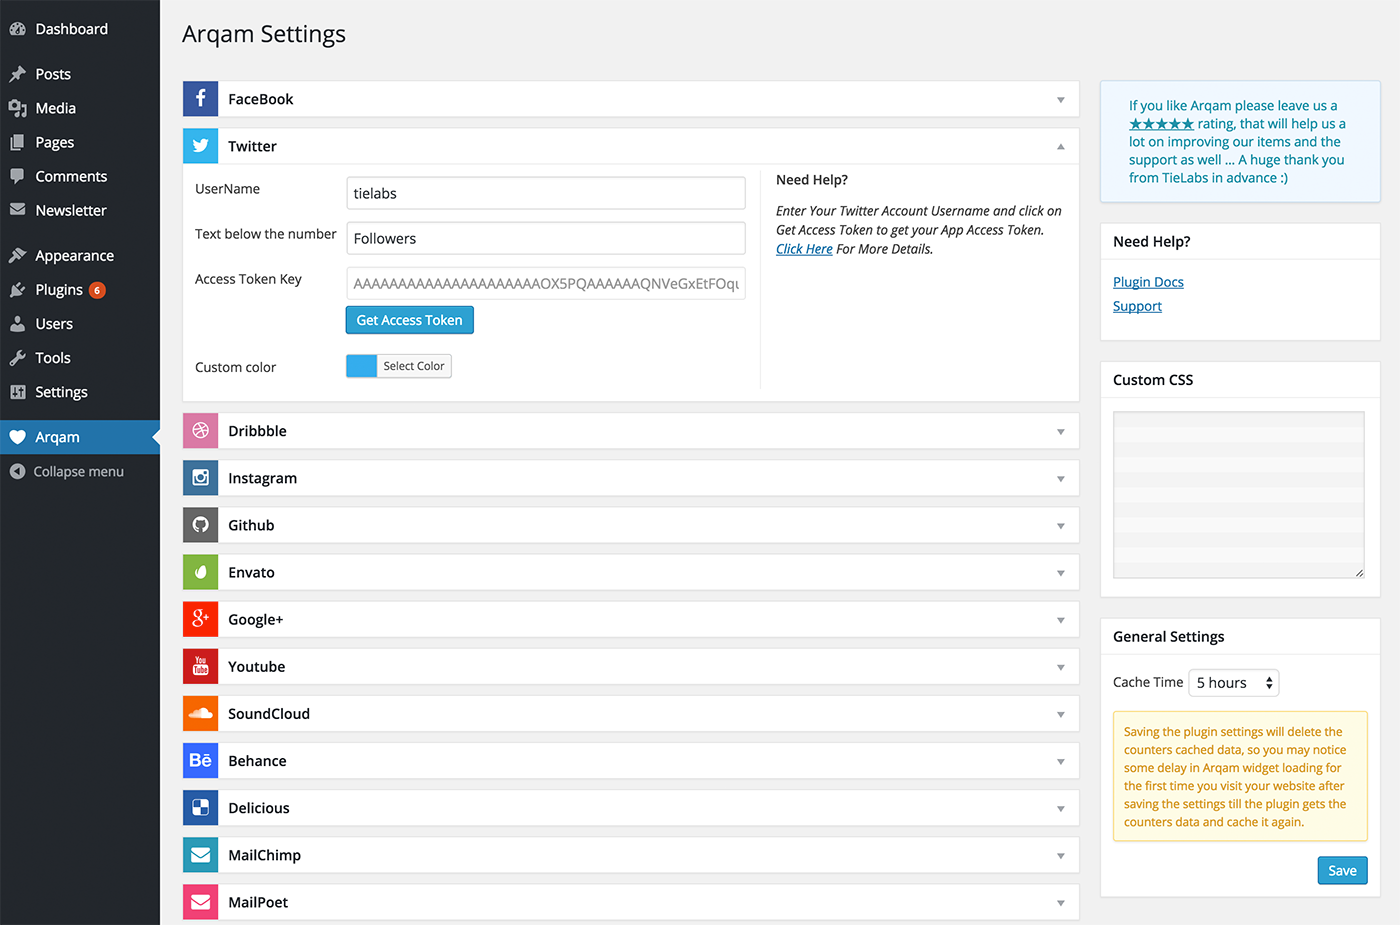 Dashboard
Posts
Media
Pages
Comments
Newsletter
Appearance
Plugins 6
Users
Tools
Settings
Arqam
Collapse menu
Arqam Settings
FaceBook
Twitter
UserName
tielabs
Text below the number
Followers
Access Token Key
AAAAAAAAAAAAAAAAAAAAAOX5PQAAAAAAQNVeGxEtFOqu
Get Access Token
Custom color
Select Color
Need Help?
Enter Your Twitter Account Username and click on
Get Access Token to get your App Access Token.
Click Here For More Details.
Dribbble
Instagram
Github
Envato
g+ Google+
You Tube Youtube
SoundCloud
Bē Behance
Delicious
MailChimp
MailPoet
If you like Arqam please leave us a
★★★★★ rating, that will help us a
lot on improving our items and the
support as well ... A huge thank you
from TieLabs in advance :)
Need Help?
Plugin Docs
Support
Custom CSS
General Settings
Cache Time 5 hours
Saving the plugin settings will delete the
counters cached data, so you may notice
some delay in Arqam widget loading for
the first time you visit your website after
saving the settings till the plugin gets the
counters data and cache it again.
Save